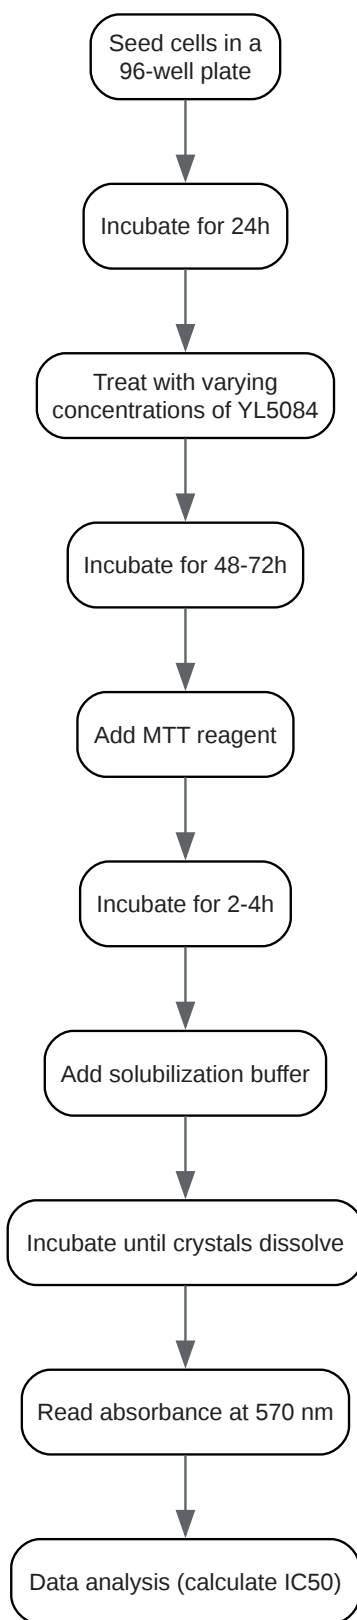 Seed cells in a
96-well plate
Incubate for 24h
Treat with varying
concentrations of YL5084
Incubate for 48-72h
Add MTT reagent
Incubate for 2-4h
Add solubilization buffer
Incubate until crystals dissolve
Read absorbance at 570 nm
Data analysis (calculate IC50)